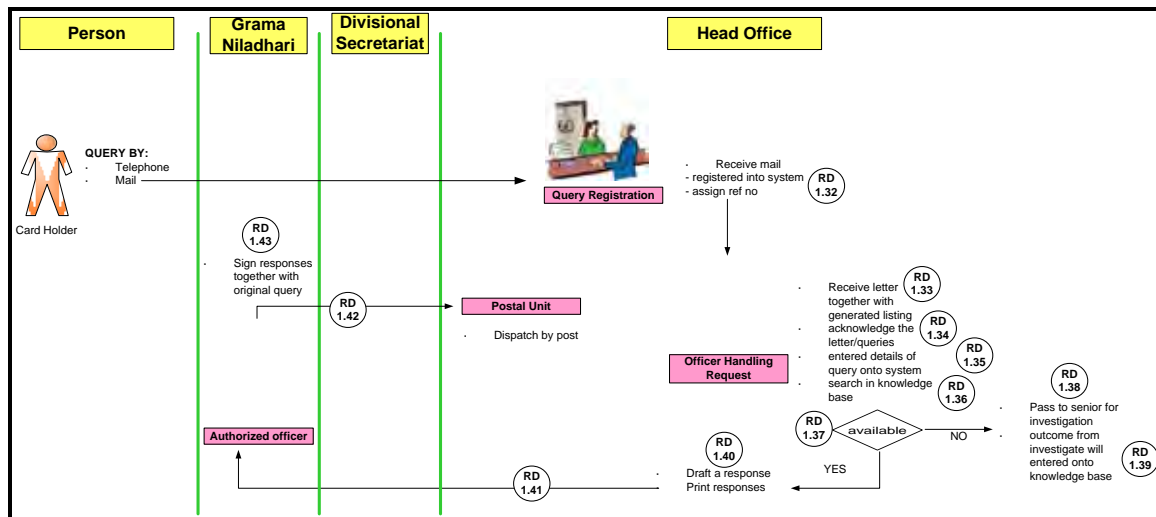 Person
Grama
Niladhari
Divisional
Secretariat
Head Office
QUERY BY:
· Telephone
· Mail
Card Holder
Query Registration
· Receive mail
- registered into system
- assign ref no
RD
1.32
RD
1.43
· Sign responses
together with
original query
RD
1.42
Postal Unit
· Dispatch by post
Officer Handling
Request
· Receive letter
together with
generated listing
· acknowledge the
letter/queries
· entered details of
query onto system
· search in knowledge
base
RD
1.33
RD
1.34
RD
1.35
RD
1.36
RD
1.37
available
NO
YES
RD
1.38
· Pass to senior for
investigation
· outcome from
investigate will
entered onto
knowledge base
RD
1.39
RD
1.40
· Draft a response
· Print responses
RD
1.41
Authorized officer